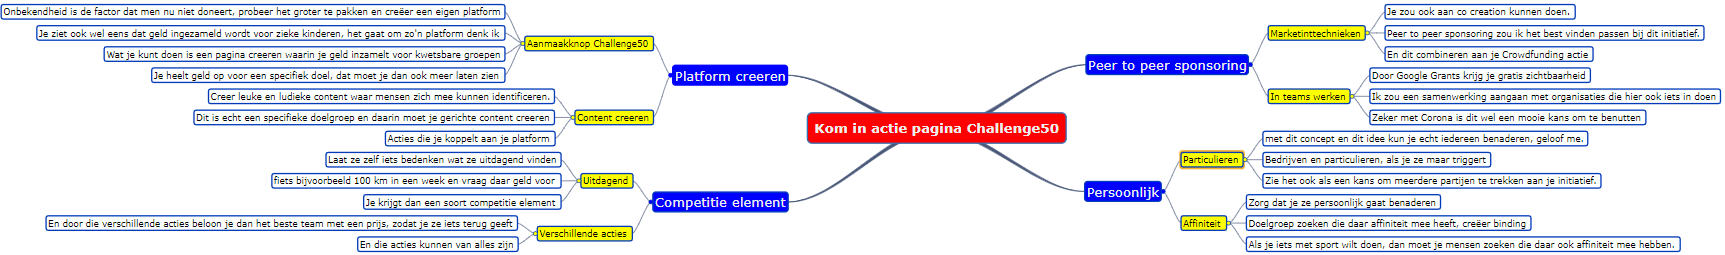 Kom in actie pagina Challenge50
Platform creeren
Aanmaakknop Challenge50
Onbekendheid is de factor dat men nu niet doneert, probeer het groter te pakken en creëer een eigen platform
Je ziet ook wel eens dat geld ingezameld wordt voor zieke kinderen, het gaat om zo'n platform denk ik
Wat je kunt doen is een pagina creeren waarin je geld inzamelt voor kwetsbare groepen
Je heelt geld op voor een specifiek doel, dat moet je dan ook meer laten zien
Content creeren
Creer leuke en ludieke content waar mensen zich mee kunnen identificeren.
Dit is echt een specifieke doelgroep en daarin moet je gerichte content creeren
Acties die je koppelt aan je platform
Competitie element
Uitdagend
Laat ze zelf iets bedenken wat ze uitdagend vinden
fiets bijvoorbeeld 100 km in een week en vraag daar geld voor
Je krijgt dan een soort competitie element
Verschillende acties
En door die verschillende acties beloon je dan het beste team met een prijs, zodat je ze iets terug geeft
En die acties kunnen van alles zijn
Peer to peer sponsoring
Marketinttechnieken
Je zou ook aan co creation kunnen doen.
Peer to peer sponsoring zou ik het best vinden passen bij dit initiatief.
En dit combineren aan je Crowdfunding actie
In teams werken
Door Google Grants krijg je gratis zichtbaarheid
Ik zou een samenwerking aangaan met organisaties die hier ook iets in doen
Zeker met Corona is dit wel een mooie kans om te benutten
Persoonlijk
Particulieren
met dit concept en dit idee kun je echt iedereen benaderen, geloof me.
Bedrijven en particulieren, als je ze maar triggert
Zie het ook als een kans om meerdere partijen te trekken aan je initiatief.
Affiniteit
Zorg dat je ze persoonlijk gaat benaderen
Doelgroep zoeken die daar affiniteit mee heeft, creëer binding
Als je iets met sport wilt doen, dan moet je mensen zoeken die daar ook affiniteit mee hebben.